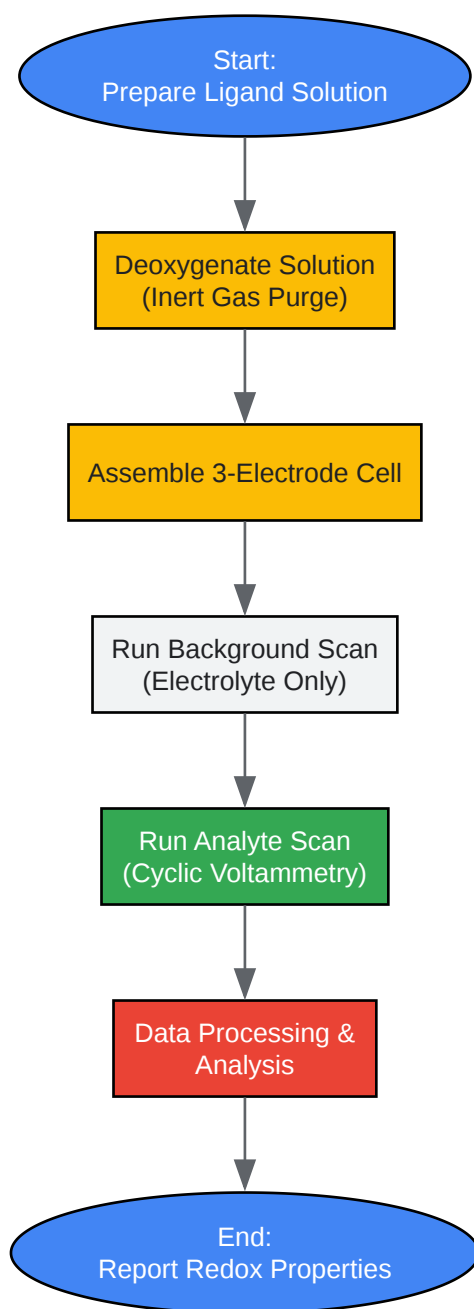 Start:
Prepare Ligand Solution
Deoxygenate Solution
(Inert Gas Purge)
Assemble 3-Electrode Cell
Run Background Scan
(Electrolyte Only)
Run Analyte Scan
(Cyclic Voltammetry)
Data Processing &
Analysis
End:
Report Redox Properties